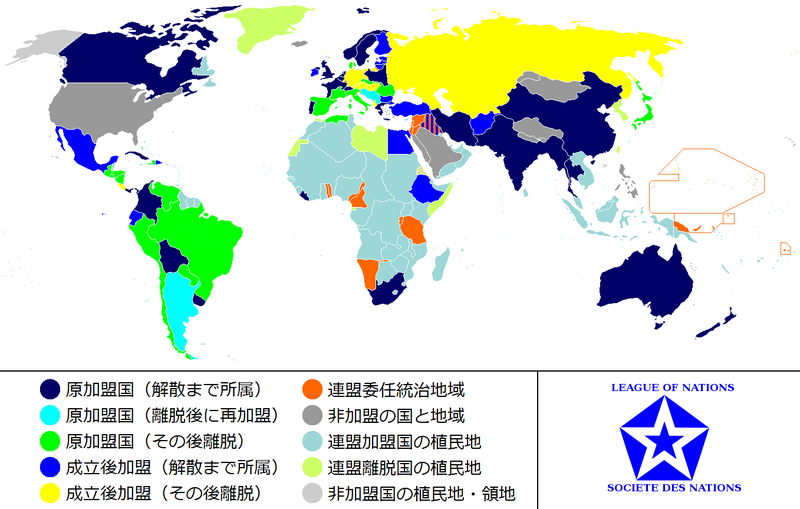 原加盟国（解散まで所属）
原加盟国（離脱後に再加盟）
原加盟国（その後離脱）
成立後加盟（解散まで所属）
成立後加盟（その後離脱）
連盟委任統治地域
非加盟の国と地域
連盟加盟国の植民地
連盟離脱国の植民地
非加盟国の植民地・領地
LEAGUE OF NATIONS
SOCIETE DES NATIONS